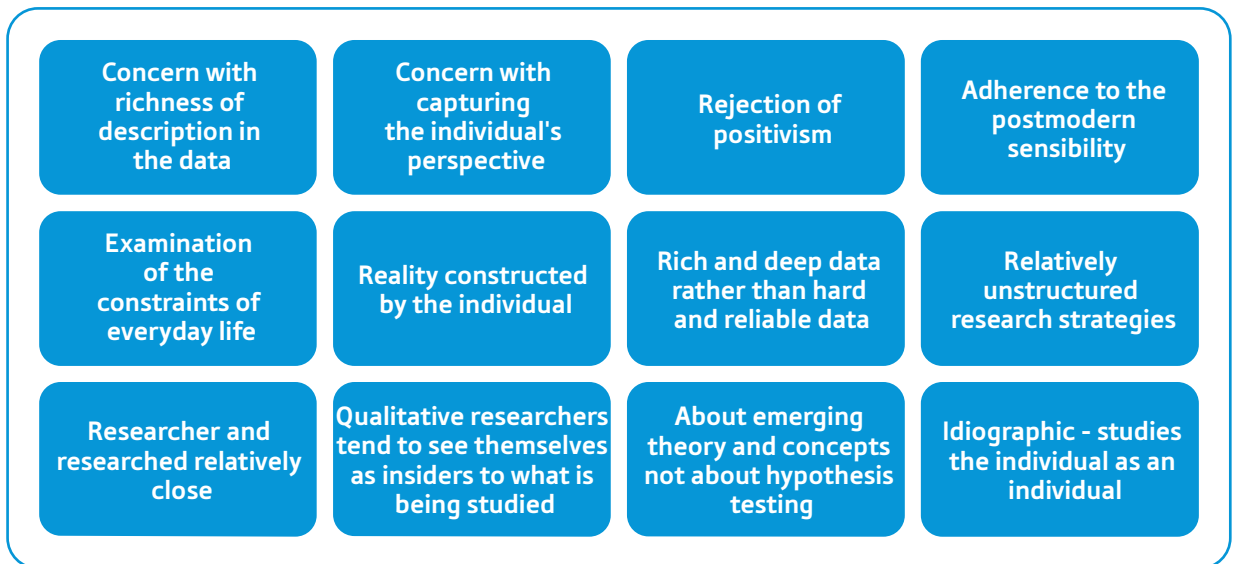 Concern with
richness of
description in
the data
Concern with
capturing
the individual's
perspective
Rejection of
positivism
Adherence to the
postmodern
sensibility
Examination
of the
constraints of
everyday life
Reality constructed
by the individual
Rich and deep data
rather than hard
and reliable data
Relatively
unstructured
research strategies
Researcher and
researched relatively
close
Qualitative researchers
tend to see themselves
as insiders to what is
being studied
About emerging
theory and concepts
not about hypothesis
testing
Idiographic - studies
the individual as an
individual